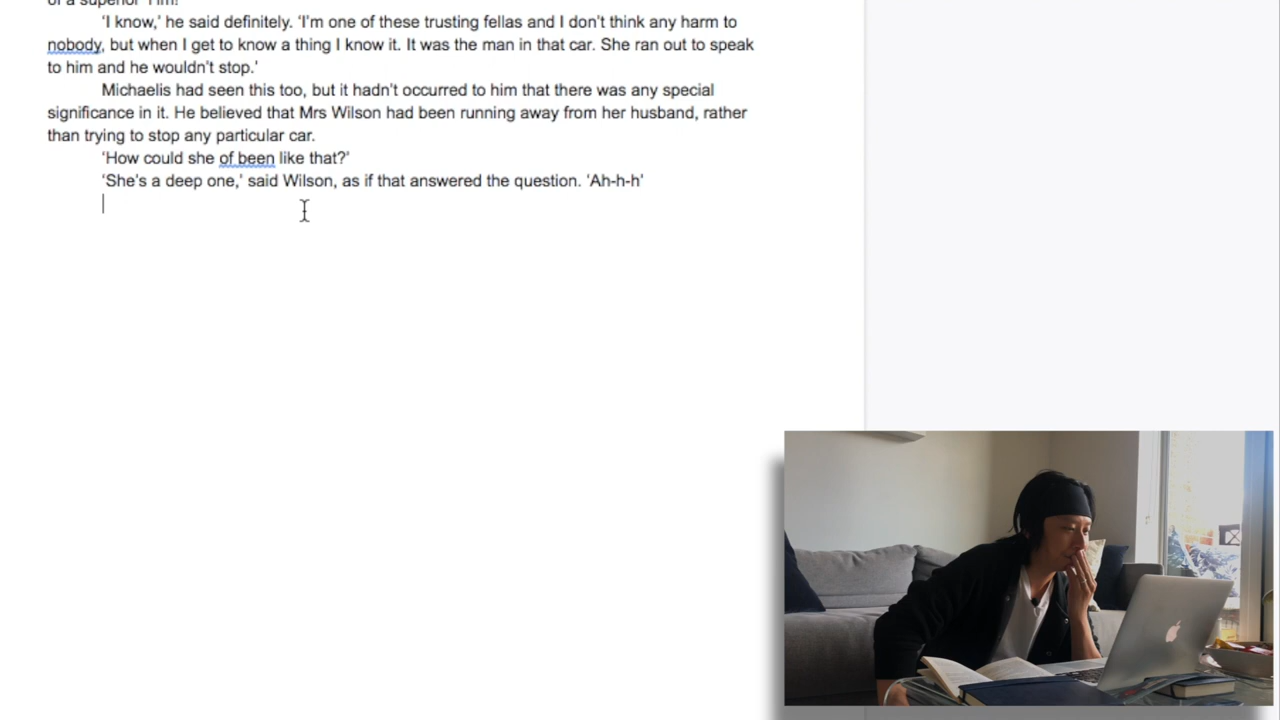 of a superior 'Him!'
'I know,' he said definitely. 'I'm one of these trusting fellas and I don't think any harm to
nobody, but when I get to know a thing I know it. It was the man in that car. She ran out to speak
to him and he wouldn't stop.'
Michaelis had seen this too, but it hadn't occurred to him that there was any special
significance in it. He believed that Mrs Wilson had been running away from her husband, rather
than trying to stop any particular car.
'How could she of been like that?'
'She's a deep one,' said Wilson, as if that answered the question. 'Ah-h-h'